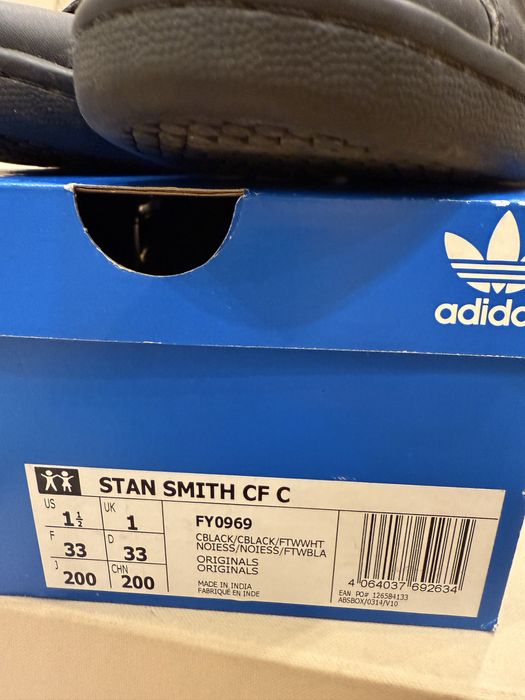 adidas
STAN SMITH CF C
US 1½ UK 1
F 33 D 33
J 200 CHN 200
FY0969
CBLACK/CBLACK/FTWWHT
NOIESS/NOIESS/FTWBLA
ORIGINALS
ORIGINALS
MADE IN INDIA
FABRIQUÉ EN INDE
4 064037 692634
EAN PO# 126584133
ABSBOX/0314/V10